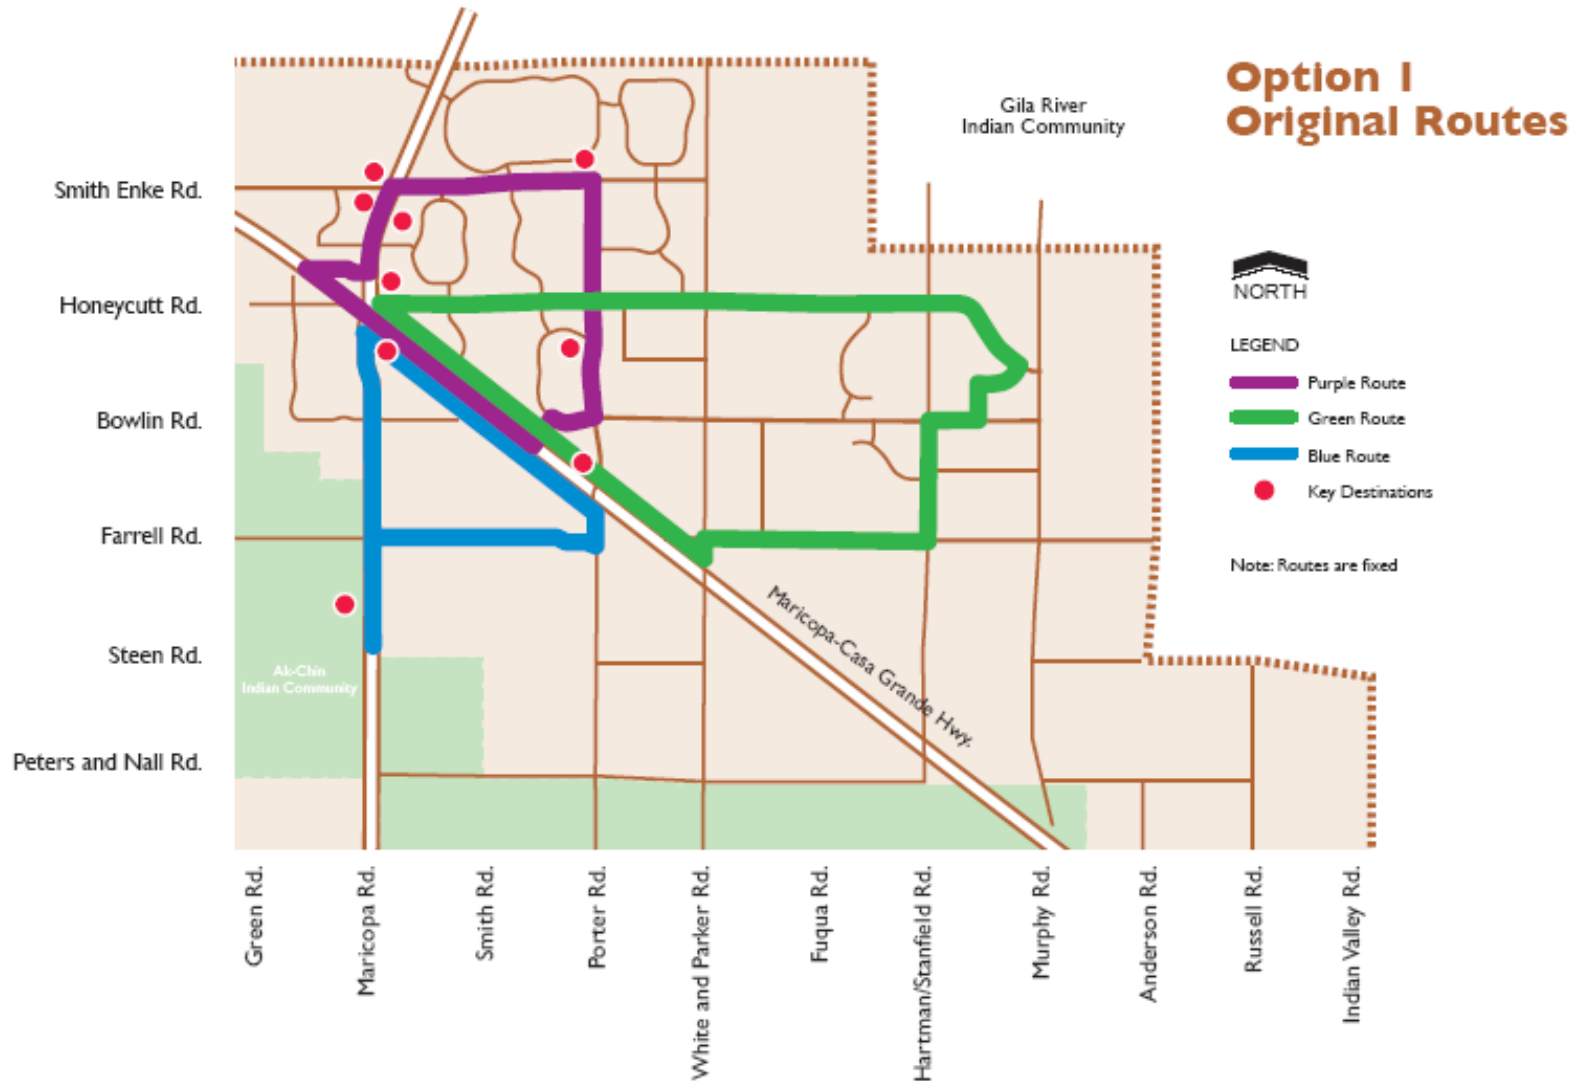 Option 1
Original Routes
Gila River
Indian Community
Smith Enke Rd.
Honeycutt Rd.
Bowlin Rd.
Farrell Rd.
Steen Rd.
Peters and Nall Rd.
NORTH
LEGEND
Purple Route
Green Route
Blue Route
Key Destinations
Note: Routes are fixed
Maricopa-Casa Grande Hwy.
Ak-Chin
Indian Community
Green Rd.
Maricopa Rd.
Smith Rd.
Porter Rd.
White and Parker Rd.
Fuqua Rd.
Hartman/Stanfield Rd.
Murphy Rd.
Anderson Rd.
Russell Rd.
Indian Valley Rd.